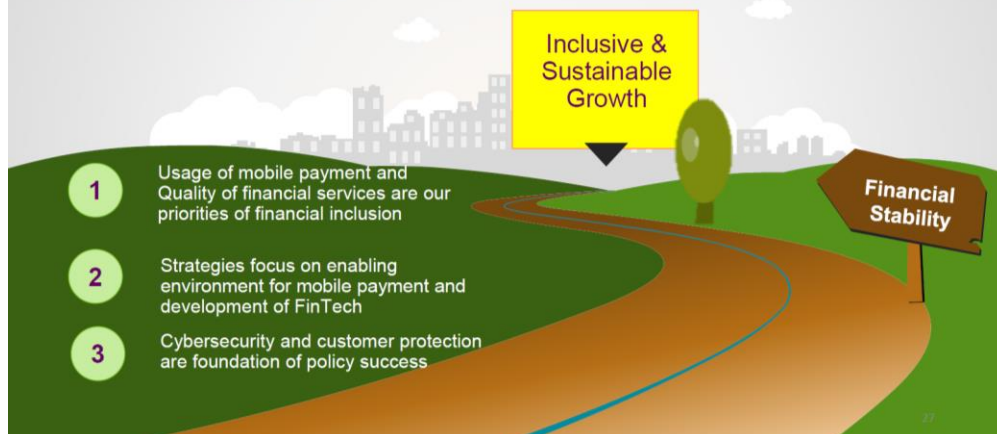 Inclusive &
Sustainable
Growth
1
Usage of mobile payment and
Quality of financial services are our
priorities of financial inclusion
Financial
Stability
2
Strategies focus on enabling
environment for mobile payment and
development of FinTech
3
Cybersecurity and customer protection
are foundation of policy success
27